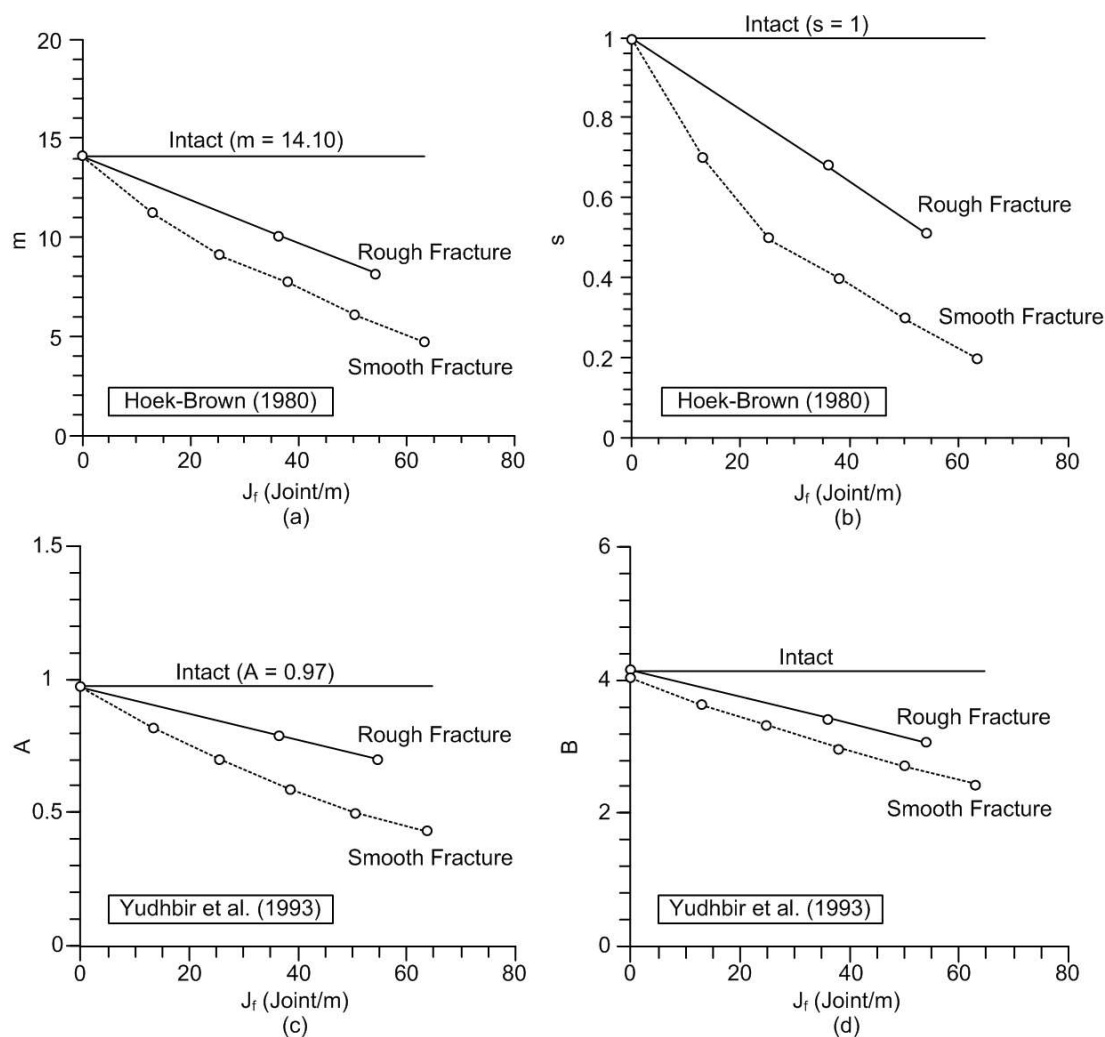 20
15
10
5
0
m
Intact (m = 14.10)
Rough Fracture
Smooth Fracture
Hoek-Brown (1980)
0 20 40 60 80
J_f (Joint/m)
(a)
1
0.8
0.6
0.4
0.2
0
s
Intact (s = 1)
Rough Fracture
Smooth Fracture
Hoek-Brown (1980)
0 20 40 60 80
J_f (Joint/m)
(b)
1.5
1
0.5
0
A
Intact (A = 0.97)
Rough Fracture
Smooth Fracture
Yudhbir et al. (1993)
0 20 40 60 80
J_f (Joint/m)
(c)
6
4
2
0
B
Intact
Rough Fracture
Smooth Fracture
Yudhbir et al. (1993)
0 20 40 60 80
J_f (Joint/m)
(d)